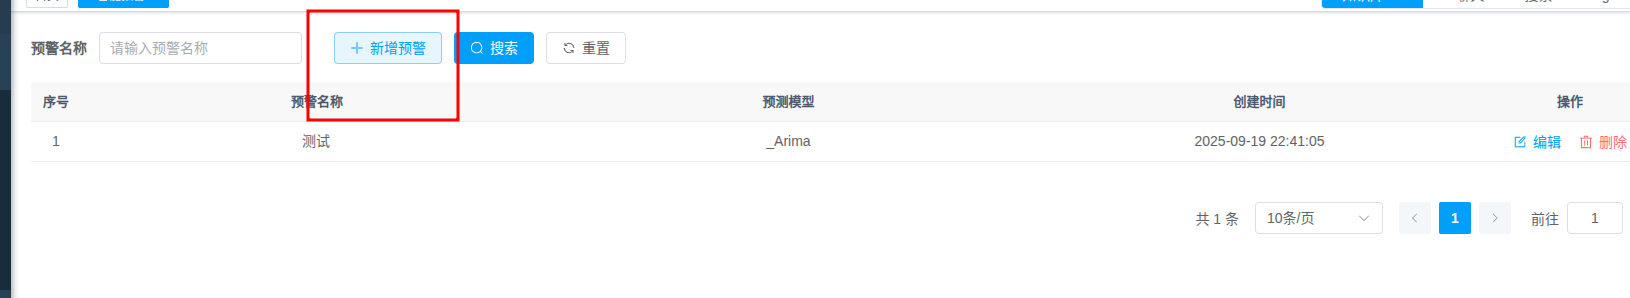 预警名称 请输入预警名称 新增预警 搜索 重置
序号 预警名称 预测模型 创建时间 操作
1 测试 _Arima 2025-09-19 22:41:05 编辑 删除
共 1 条 10条/页 1 前往 1